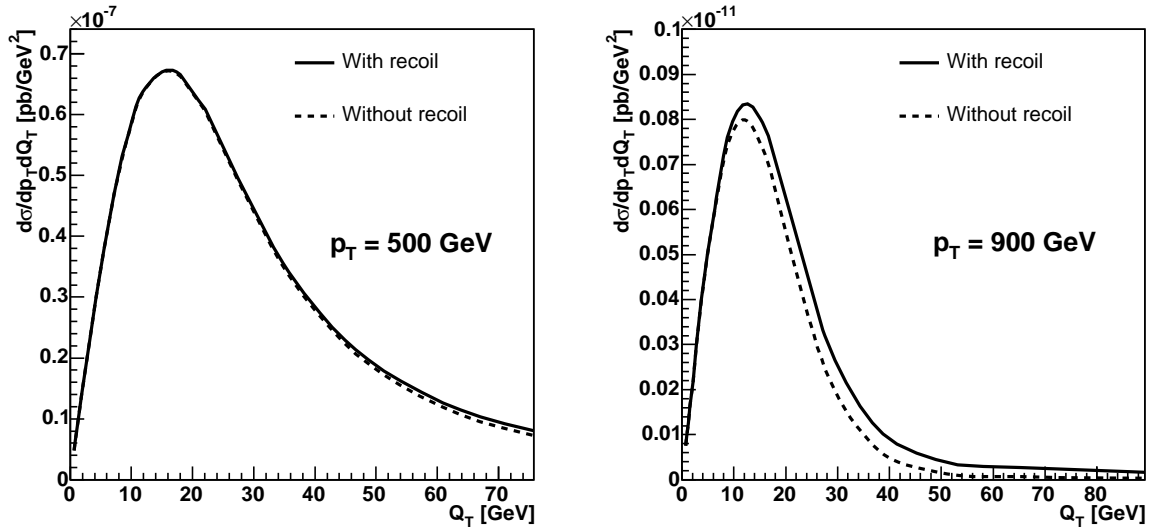 ×10⁻⁷
dσ/dp_T dQ_T [pb/GeV²]
0.7
0.6
0.5
0.4
0.3
0.2
0.1
0
With recoil
Without recoil
p_T = 500 GeV
0 10 20 30 40 50 60 70
Q_T [GeV]
×10⁻¹¹
dσ/dp_T dQ_T [pb/GeV²]
0.1
0.09
0.08
0.07
0.06
0.05
0.04
0.03
0.02
0.01
0
With recoil
Without recoil
p_T = 900 GeV
0 10 20 30 40 50 60 70 80
Q_T [GeV]